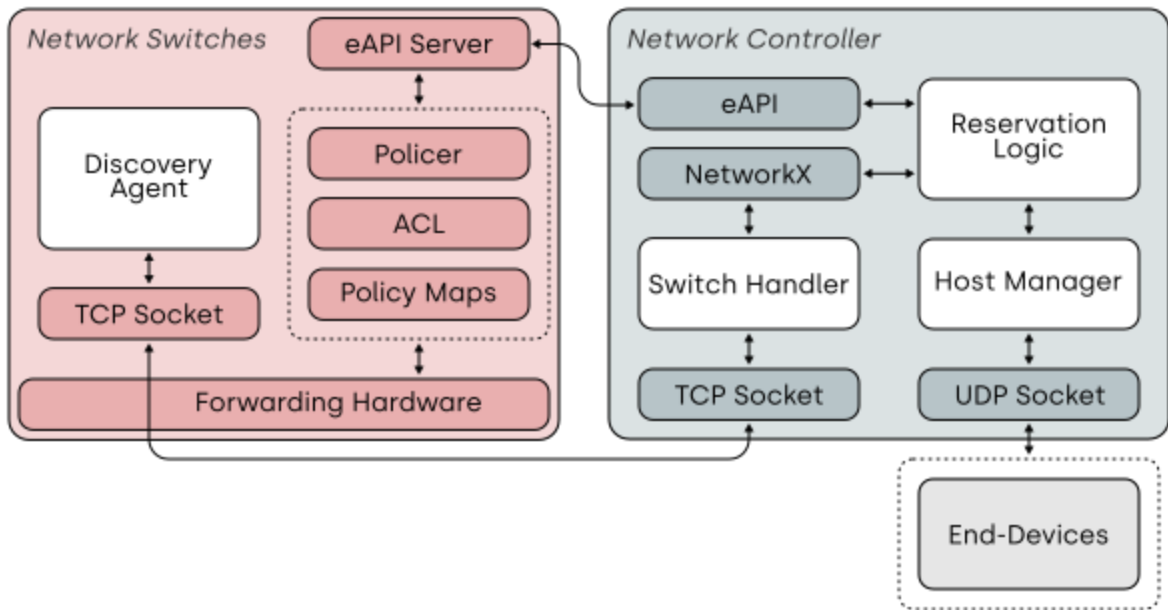 Network Switches
eAPI Server
Discovery
Agent
Policer
ACL
Policy Maps
TCP Socket
Forwarding Hardware
Network Controller
eAPI
NetworkX
Reservation
Logic
Switch Handler
Host Manager
TCP Socket
UDP Socket
End-Devices